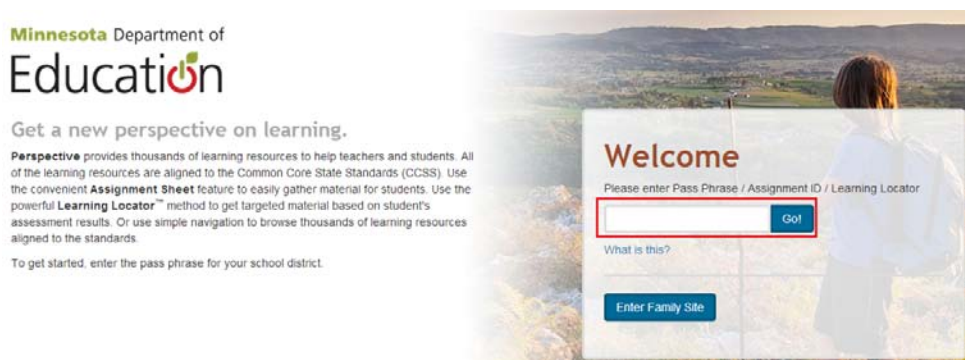 Minnesota Department of
Education
Get a new perspective on learning.
Perspective provides thousands of learning resources to help teachers and students. All
of the learning resources are aligned to the Common Core State Standards (CCSS). Use
the convenient Assignment Sheet feature to easily gather material for students. Use the
powerful Learning Locator™ method to get targeted material based on student's
assessment results. Or use simple navigation to browse thousands of learning resources
aligned to the standards.
To get started, enter the pass phrase for your school district.
Welcome
Please enter Pass Phrase / Assignment ID / Learning Locator
Go!
What is this?
Enter Family Site